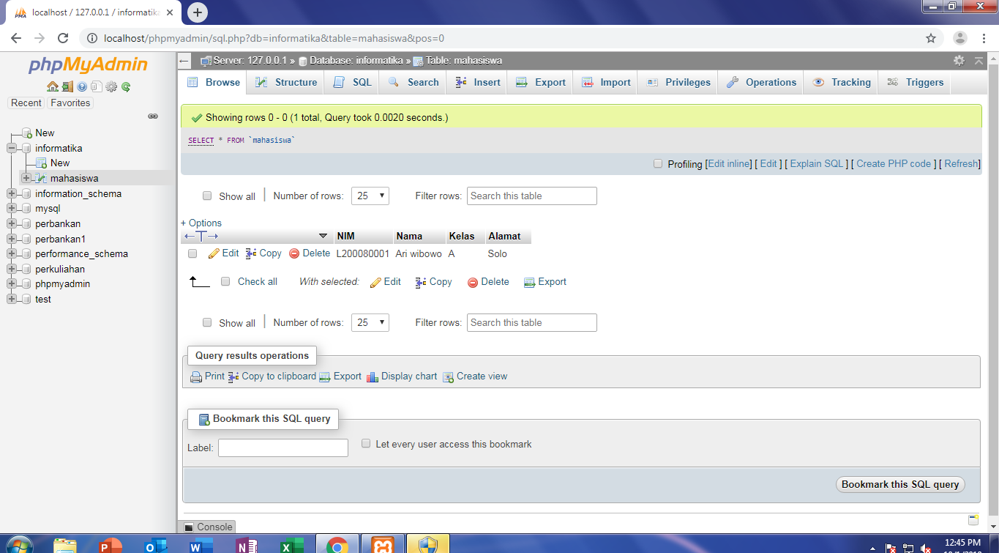 localhost / 127.0.0.1 / informatika
localhost/phpmyadmin/sql.php?db=informatika&table=mahasiswa&pos=0
phpMyAdmin
Recent Favorites
New
informatika
New
mahasiswa
information_schema
mysql
perbankan
perbankan1
performance_schema
perkuliahan
phpmyadmin
test
Server: 127.0.0.1 » Database: informatika » Table: mahasiswa
Browse Structure SQL Search Insert Export Import Privileges Operations Tracking Triggers
Showing rows 0 - 0 (1 total, Query took 0.0020 seconds.)
SELECT * FROM `mahasiswa`
Profiling [Edit inline] [ Edit ] [ Explain SQL ] [ Create PHP code ] [ Refresh]
Show all | Number of rows: 25 Filter rows: Search this table
+ Options
←T→ NIM Nama Kelas Alamat
Edit Copy Delete L200080001 Ari wibowo A Solo
Check all With selected: Edit Copy Delete Export
Show all | Number of rows: 25 Filter rows: Search this table
Query results operations
Print Copy to clipboard Export Display chart Create view
Bookmark this SQL query
Label: Let every user access this bookmark
Bookmark this SQL query
Console
12:45 PM